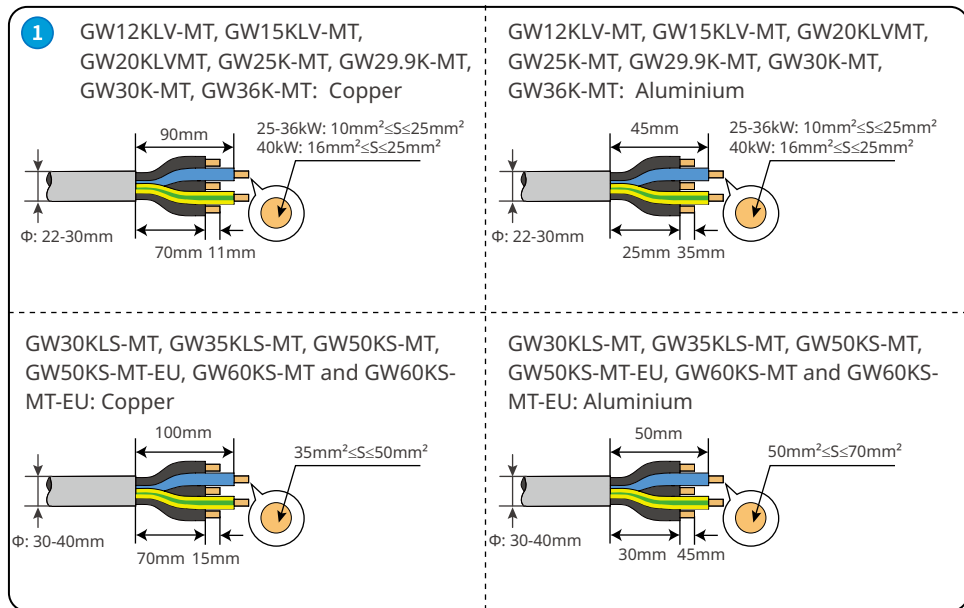 1
GW12KLV-MT, GW15KLV-MT,
GW20KLVMT, GW25K-MT, GW29.9K-MT,
GW30K-MT, GW36K-MT: Copper
90mm
25-36kW: 10mm²≤S≤25mm²
40kW: 16mm²≤S≤25mm²
Φ: 22-30mm
70mm 11mm
GW12KLV-MT, GW15KLV-MT, GW20KLVMT,
GW25K-MT, GW29.9K-MT, GW30K-MT,
GW36K-MT: Aluminium
45mm
25-36kW: 10mm²≤S≤25mm²
40kW: 16mm²≤S≤25mm²
Φ: 22-30mm
25mm 35mm
GW30KLS-MT, GW35KLS-MT, GW50KS-MT,
GW50KS-MT-EU, GW60KS-MT and GW60KS-
MT-EU: Copper
100mm
35mm²≤S≤50mm²
Φ: 30-40mm
70mm 15mm
GW30KLS-MT, GW35KLS-MT, GW50KS-MT,
GW50KS-MT-EU, GW60KS-MT and GW60KS-
MT-EU: Aluminium
50mm
50mm²≤S≤70mm²
Φ: 30-40mm
30mm 45mm